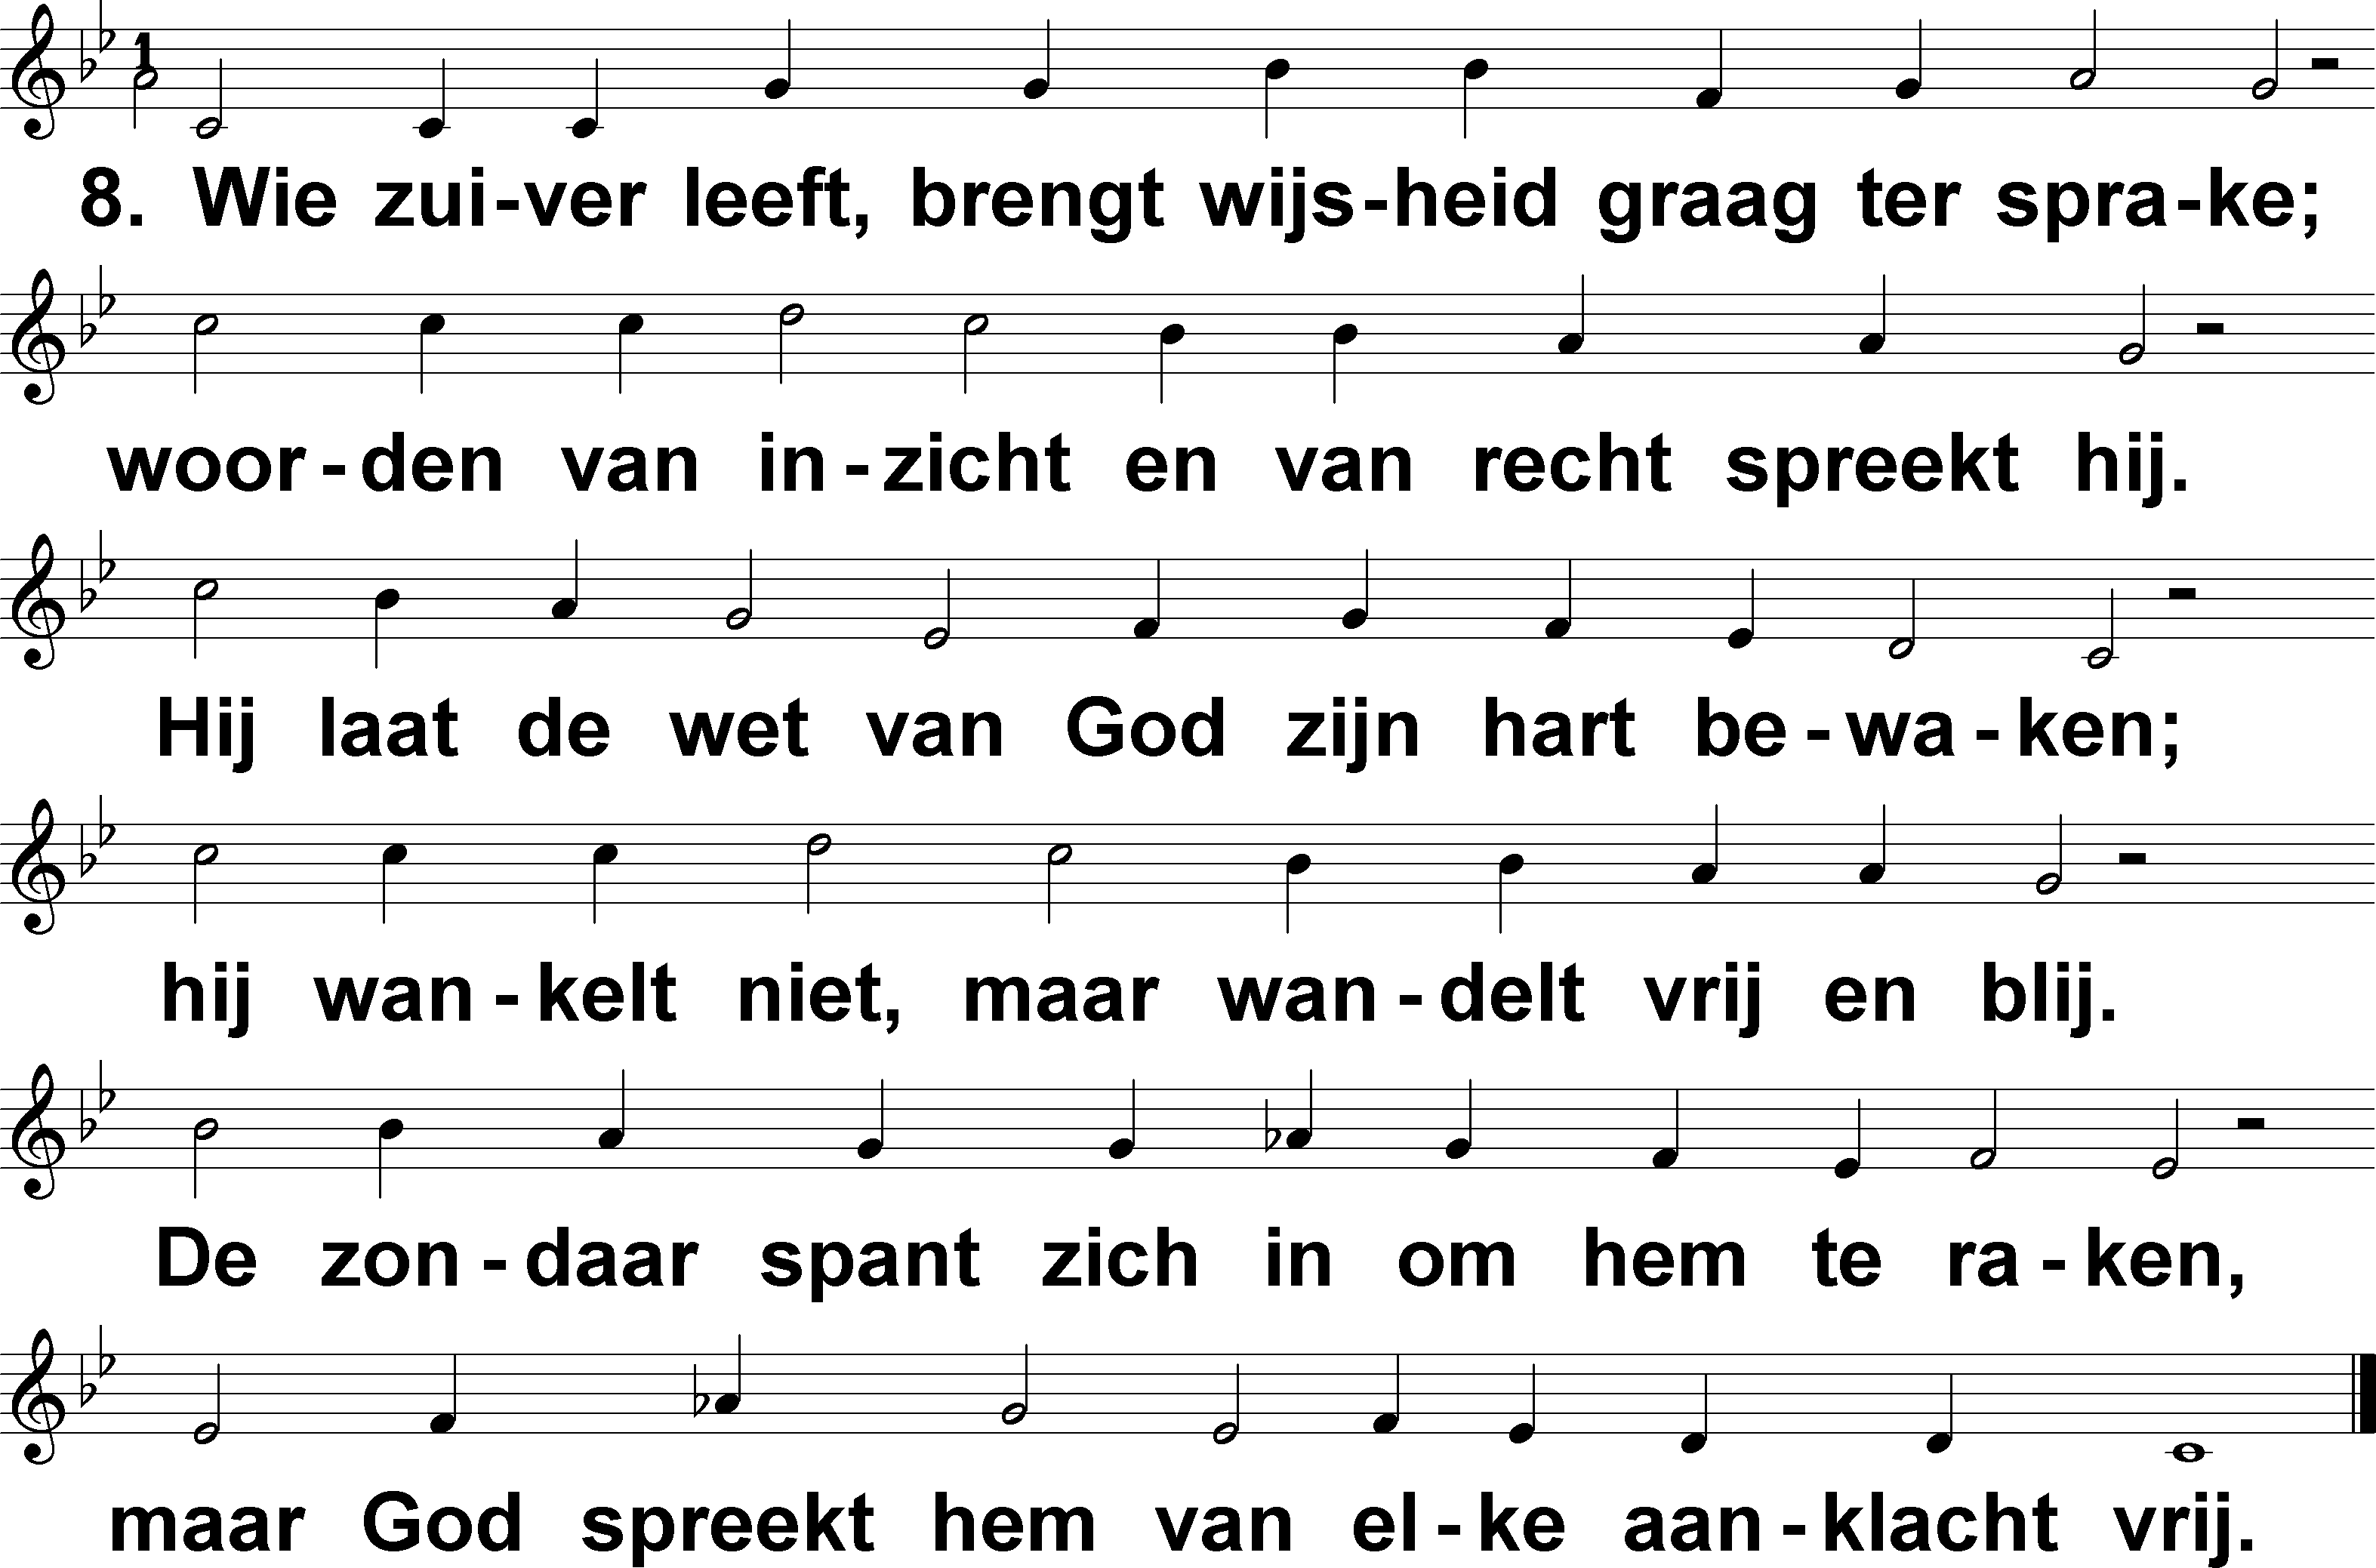 1
8. Wie zui-ver leeft, brengt wijs-heid graag ter spra-ke;
woor-den van in-zicht en van recht spreekt hij.
Hij laat de wet van God zijn hart be-wa-ken;
hij wan-kelt niet, maar wan-delt vrij en blij.
De zon-daar spant zich in om hem te ra-ken,
maar God spreekt hem van el-ke aan-klacht vrij.